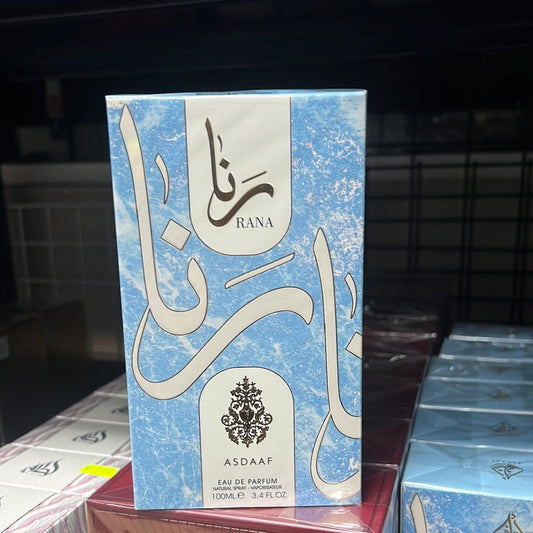 رنا
RANA
رنا
ASDAAF
EAU DE PARFUM
NATURAL SPRAY - VAPORISATEUR
100ML℮ 3.4 FL.OZ.